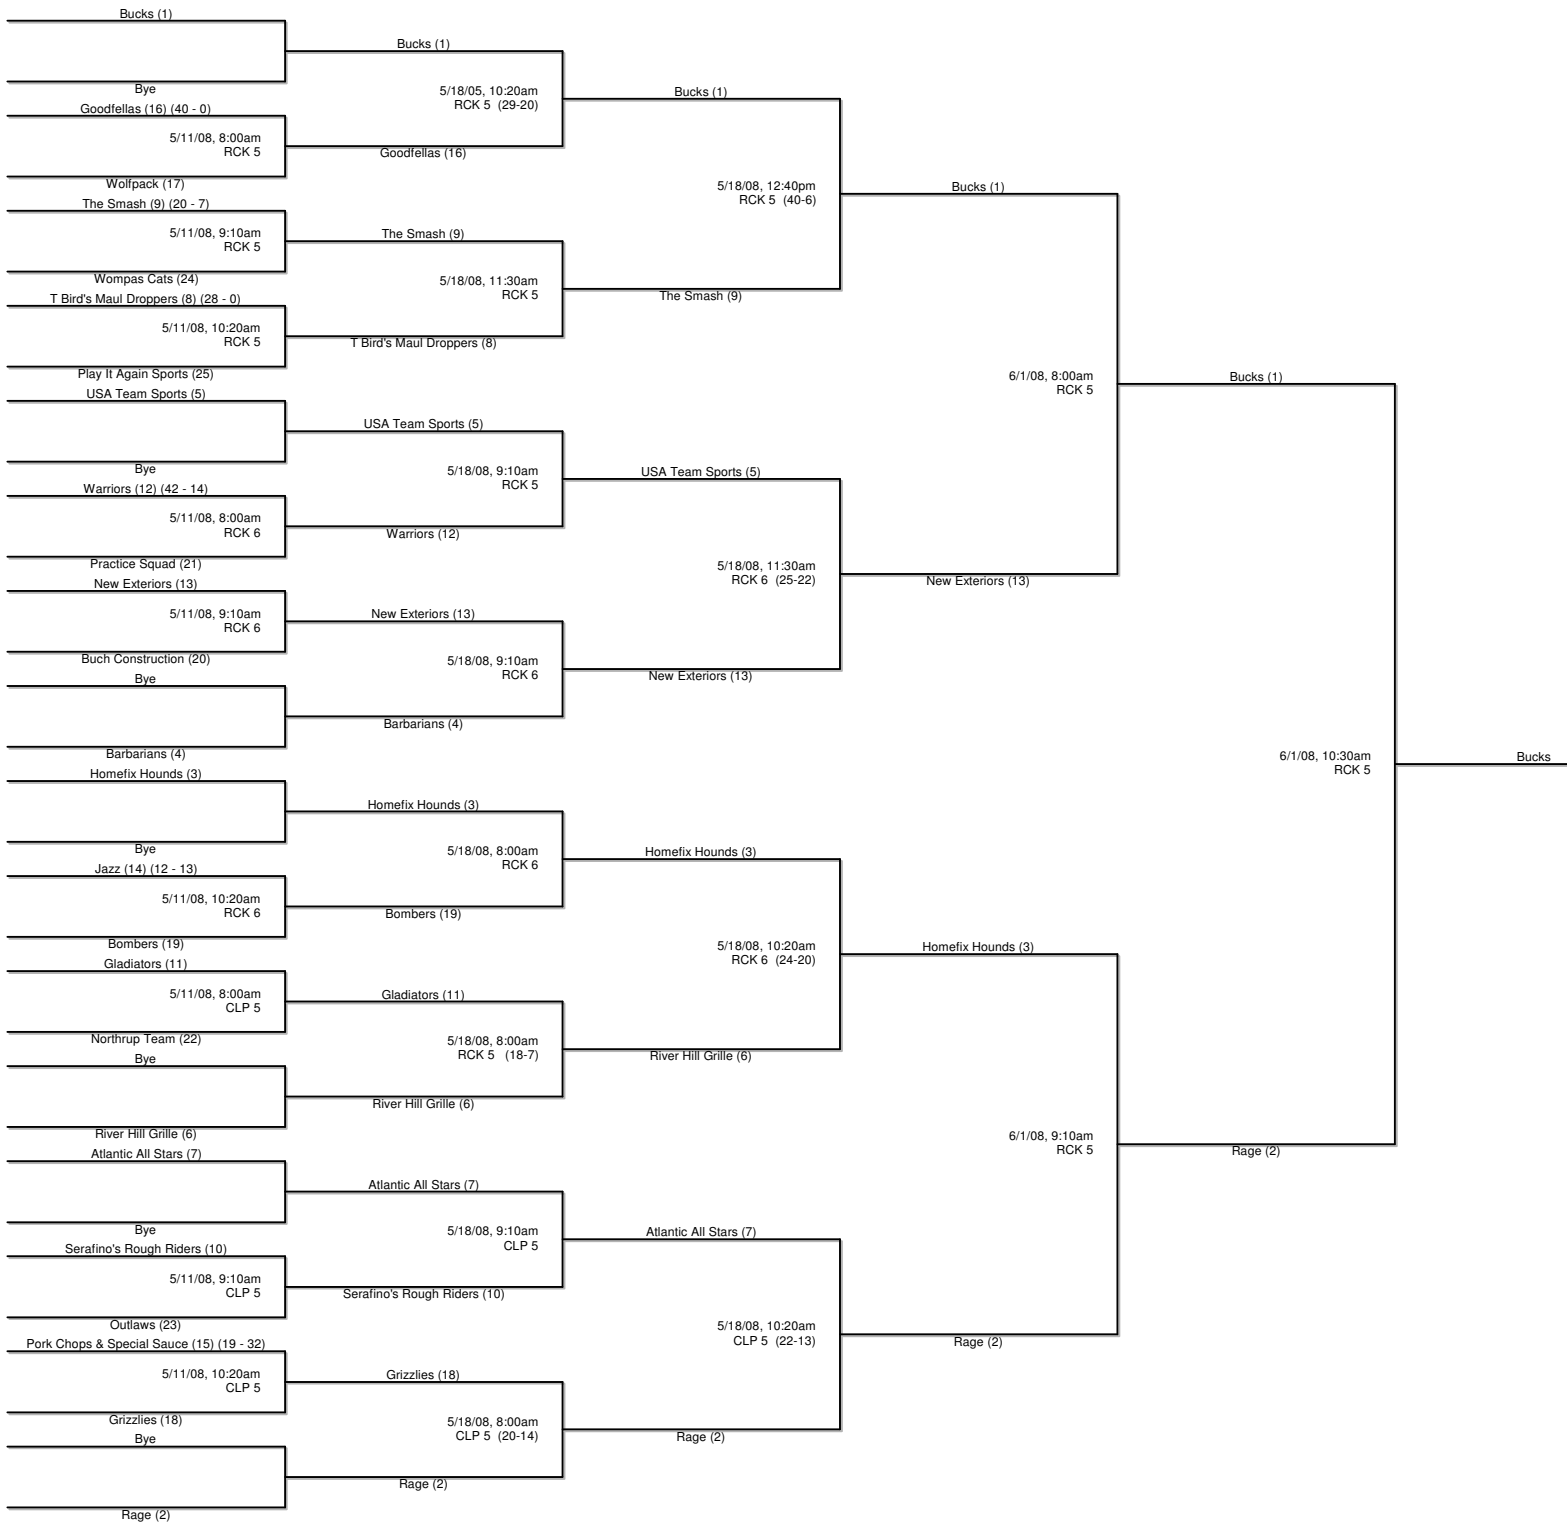 Bucks (1)
Bye
Goodfellas (16) (40 - 0)
5/11/08, 8:00am
RCK 5
Wolfpack (17)
The Smash (9) (20 - 7)
5/11/08, 9:10am
RCK 5
Wompas Cats (24)
T Bird's Maul Droppers (8) (28 - 0)
5/11/08, 10:20am
RCK 5
Play It Again Sports (25)
USA Team Sports (5)
Bye
Warriors (12) (42 - 14)
5/11/08, 8:00am
RCK 6
Practice Squad (21)
New Exteriors (13)
5/11/08, 9:10am
RCK 6
Buch Construction (20)
Bye
Barbarians (4)
Homefix Hounds (3)
Bye
Jazz (14) (12 - 13)
5/11/08, 10:20am
RCK 6
Bombers (19)
Gladiators (11)
5/11/08, 8:00am
CLP 5
Northrup Team (22)
Bye
River Hill Grille (6)
Atlantic All Stars (7)
Bye
Serafino's Rough Riders (10)
5/11/08, 9:10am
CLP 5
Outlaws (23)
Pork Chops & Special Sauce (15) (19 - 32)
5/11/08, 10:20am
CLP 5
Grizzlies (18)
Bye
Rage (2)
Bucks (1)
5/18/05, 10:20am
RCK 5 (29-20)
Goodfellas (16)
The Smash (9)
5/18/08, 11:30am
RCK 5
T Bird's Maul Droppers (8)
USA Team Sports (5)
5/18/08, 9:10am
RCK 5
Warriors (12)
New Exteriors (13)
5/18/08, 9:10am
RCK 6
Barbarians (4)
Homefix Hounds (3)
5/18/08, 8:00am
RCK 6
Bombers (19)
Gladiators (11)
5/18/08, 8:00am
RCK 5 (18-7)
River Hill Grille (6)
Atlantic All Stars (7)
5/18/08, 9:10am
CLP 5
Serafino's Rough Riders (10)
Grizzlies (18)
5/18/08, 8:00am
CLP 5 (20-14)
Rage (2)
Bucks (1)
5/18/08, 12:40pm
RCK 5 (40-6)
The Smash (9)
USA Team Sports (5)
5/18/08, 11:30am
RCK 6 (25-22)
New Exteriors (13)
Homefix Hounds (3)
5/18/08, 10:20am
RCK 6 (24-20)
River Hill Grille (6)
Atlantic All Stars (7)
5/18/08, 10:20am
CLP 5 (22-13)
Rage (2)
Bucks (1)
6/1/08, 8:00am
RCK 5
New Exteriors (13)
Homefix Hounds (3)
6/1/08, 9:10am
RCK 5
Rage (2)
Bucks (1)
6/1/08, 10:30am
RCK 5
Rage (2)
Bucks